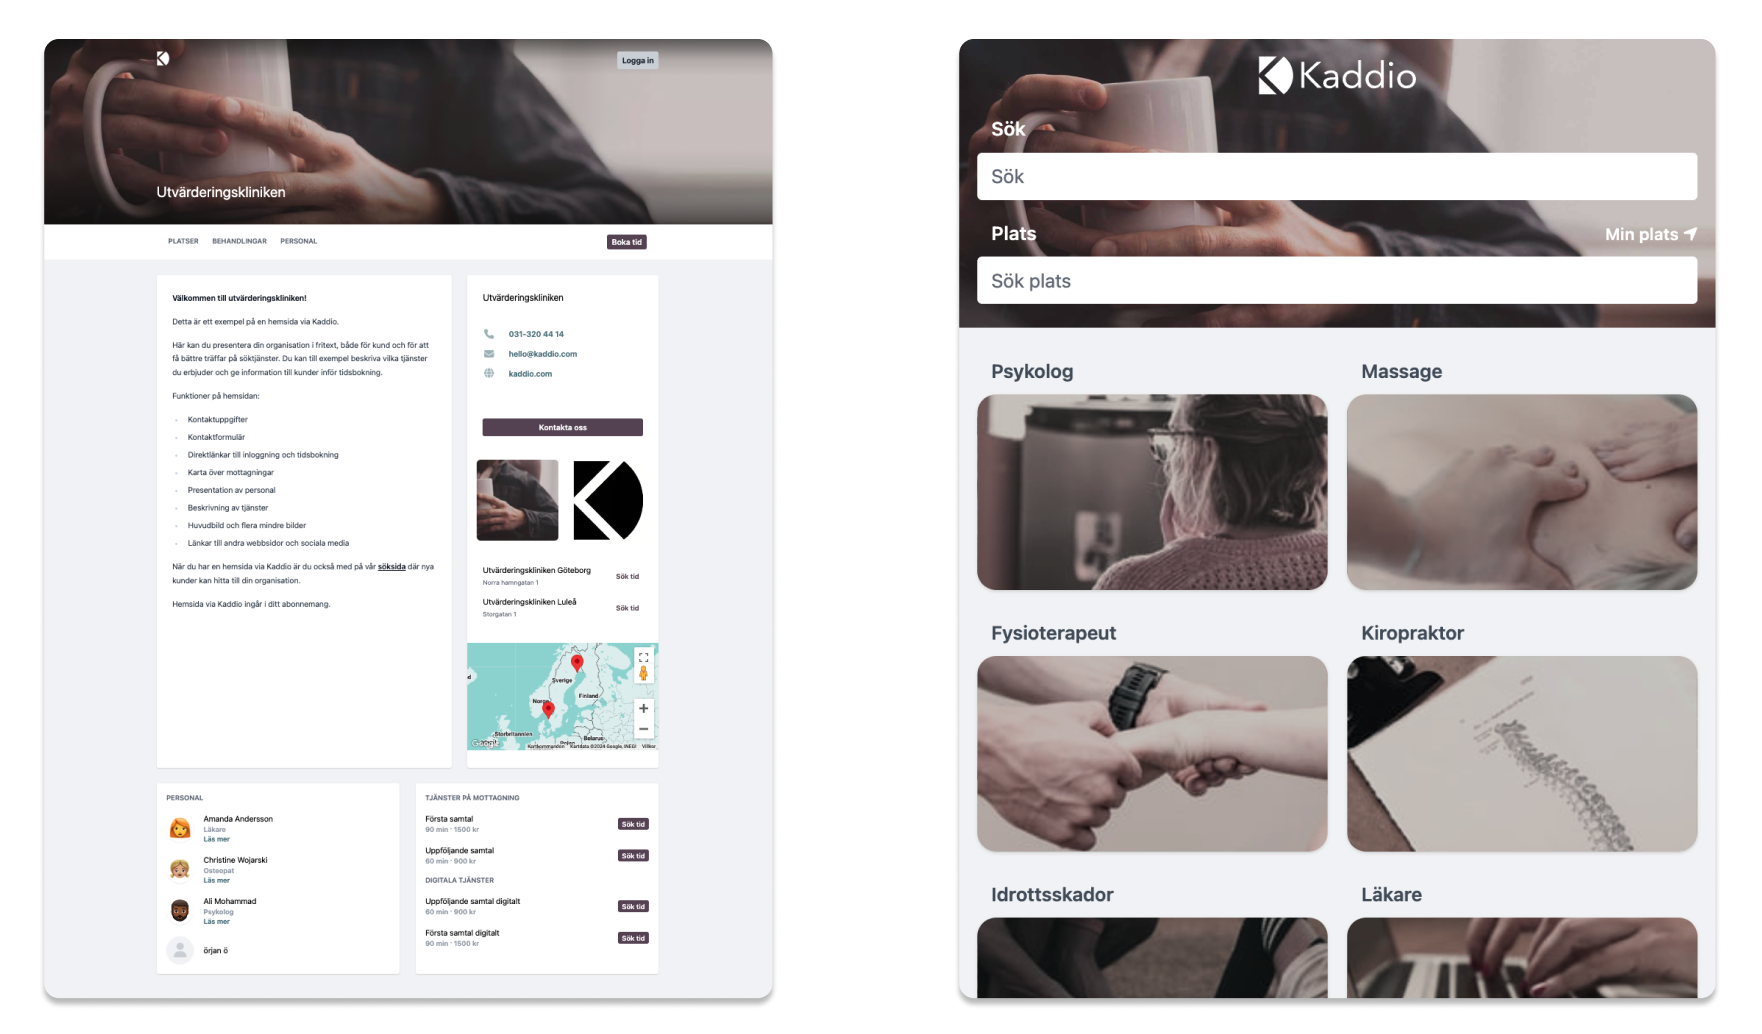 Logga in
Utvärderingskliniken
PLATSER BEHANDLINGAR PERSONAL
Boka tid
Välkommen till utvärderingskliniken!
Detta är ett exempel på en hemsida via Kaddio.
Här kan du presentera din organisation i fritext, både för kund och för att
få bättre träffar på söktjänster. Du kan till exempel beskriva vilka tjänster
du erbjuder och ge information till kunder inför tidsbokning.
Funktioner på hemsidan:
Kontaktuppgifter
Kontaktformulär
Direktlänkar till inloggning och tidsbokning
Karta över mottagningar
Presentation av personal
Beskrivning av tjänster
Huvudbild och flera mindre bilder
Länkar till andra webbsidor och sociala media
När du har en hemsida via Kaddio är du också med på vår söksida där nya
kunder kan hitta till din organisation.
Hemsida via Kaddio ingår i ditt abonnemang.
Utvärderingskliniken
031-320 44 14
hello@kaddio.com
kaddio.com
Kontakta oss
Utvärderingskliniken Göteborg
Norra hamngatan 1
Sök tid
Utvärderingskliniken Luleå
Storgatan 1
Sök tid
Sverige
Finland
Norge
Storbritannien
Belarus
Polen
Google
Kortkommandon Kartdata ©2024 Google, INEGI Villkor
PERSONAL
Amanda Andersson
Läkare
Läs mer
Christine Wojarski
Osteopat
Läs mer
Ali Mohammad
Psykolog
Läs mer
örjan ö
TJÄNSTER PÅ MOTTAGNING
Första samtal
90 min · 1500 kr
Sök tid
Uppföljande samtal
60 min · 900 kr
Sök tid
DIGITALA TJÄNSTER
Uppföljande samtal digitalt
60 min · 900 kr
Sök tid
Första samtal digitalt
90 min · 1500 kr
Sök tid
Kaddio
Sök
Sök
Plats
Min plats
Sök plats
Psykolog
Massage
Fysioterapeut
Kiropraktor
Idrottsskador
Läkare